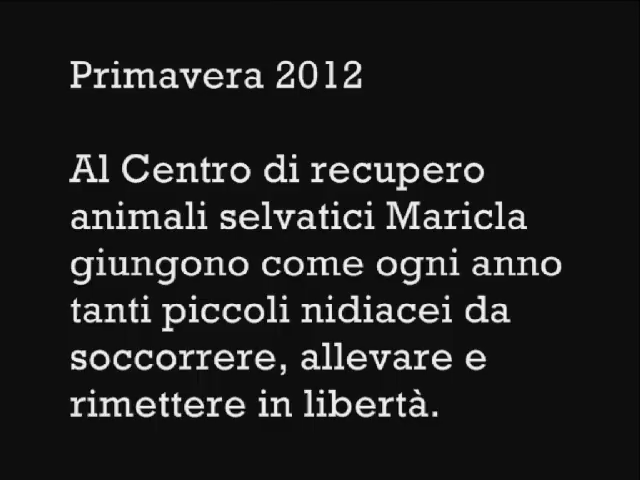 Primavera 2012
Al Centro di recupero
animali selvatici Maricla
giungono come ogni anno
tanti piccoli nidiacei da
soccorrere, allevare e
rimettere in libertà.